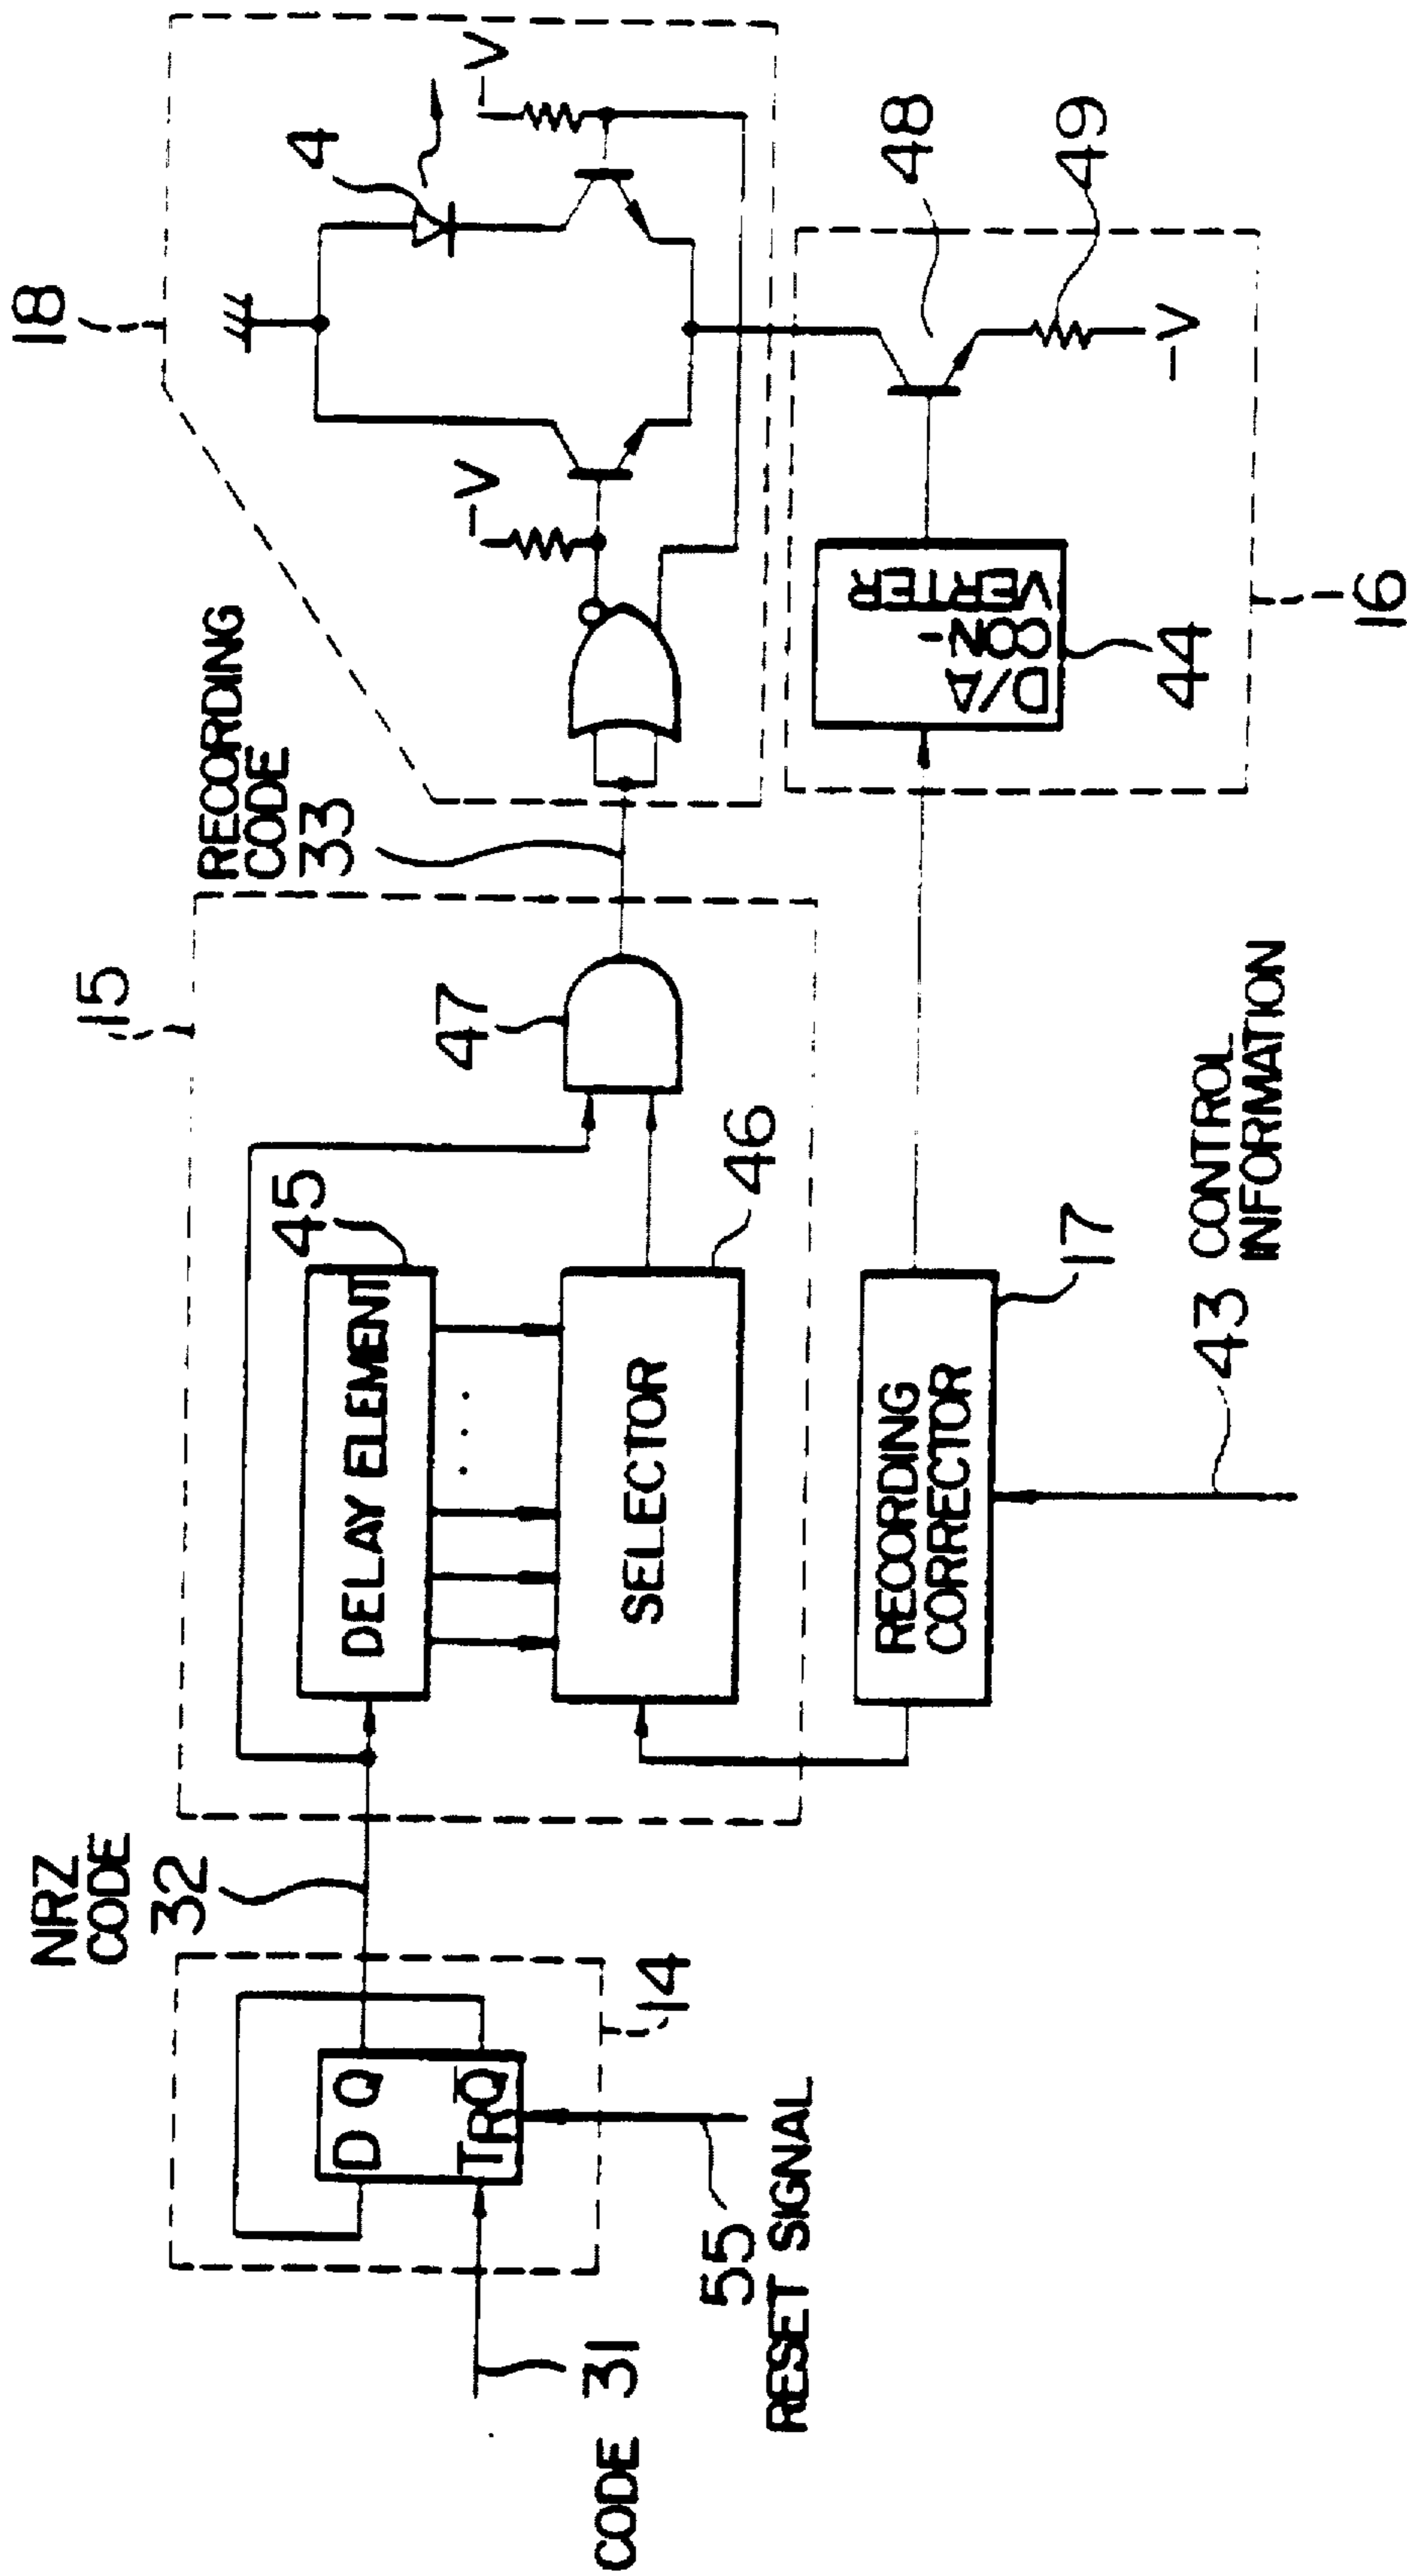 18
4
-V
-V
RECORDING
CODE
33
15
47
45
DELAY ELEMENT
. . .
SELECTOR
46
NRZ
CODE
32
D Q
T R Q̅
14
CODE 31
55
RESET SIGNAL
RECORDING
CORRECTOR
17
43 CONTROL
INFORMATION
D/A
CON-
VERTER
44
48
49
-V
16